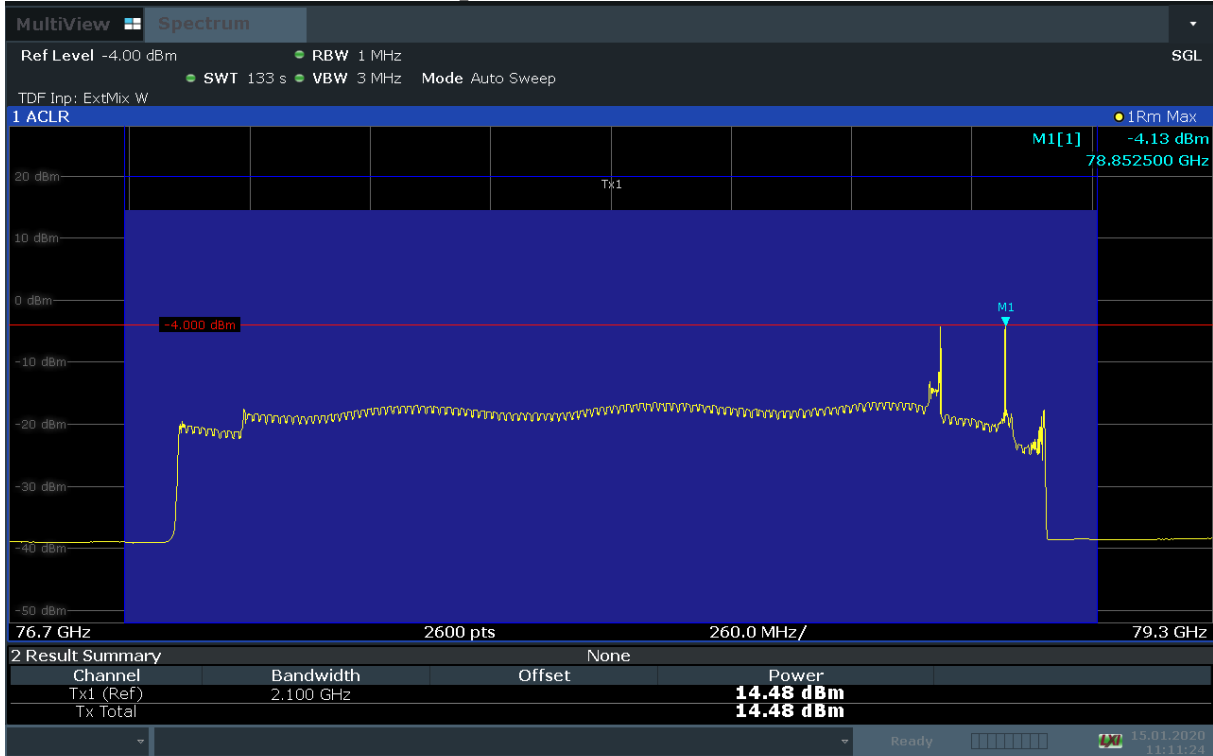 MultiView Spectrum
Ref Level -4.00 dBm RBW 1 MHz SGL
SWT 133 s VBW 3 MHz Mode Auto Sweep
TDF Inp: ExtMix W
1 ACLR 1Rm Max
M1[1] -4.13 dBm
78.852500 GHz
20 dBm
Tx1
10 dBm
0 dBm
M1
-4.000 dBm
-10 dBm
-20 dBm
-30 dBm
-40 dBm
-50 dBm
76.7 GHz 2600 pts 260.0 MHz/ 79.3 GHz
2 Result Summary None
Channel Bandwidth Offset Power
Tx1 (Ref) 2.100 GHz 14.48 dBm
Tx Total 14.48 dBm
Ready LXI 15.01.2020
11:11:24